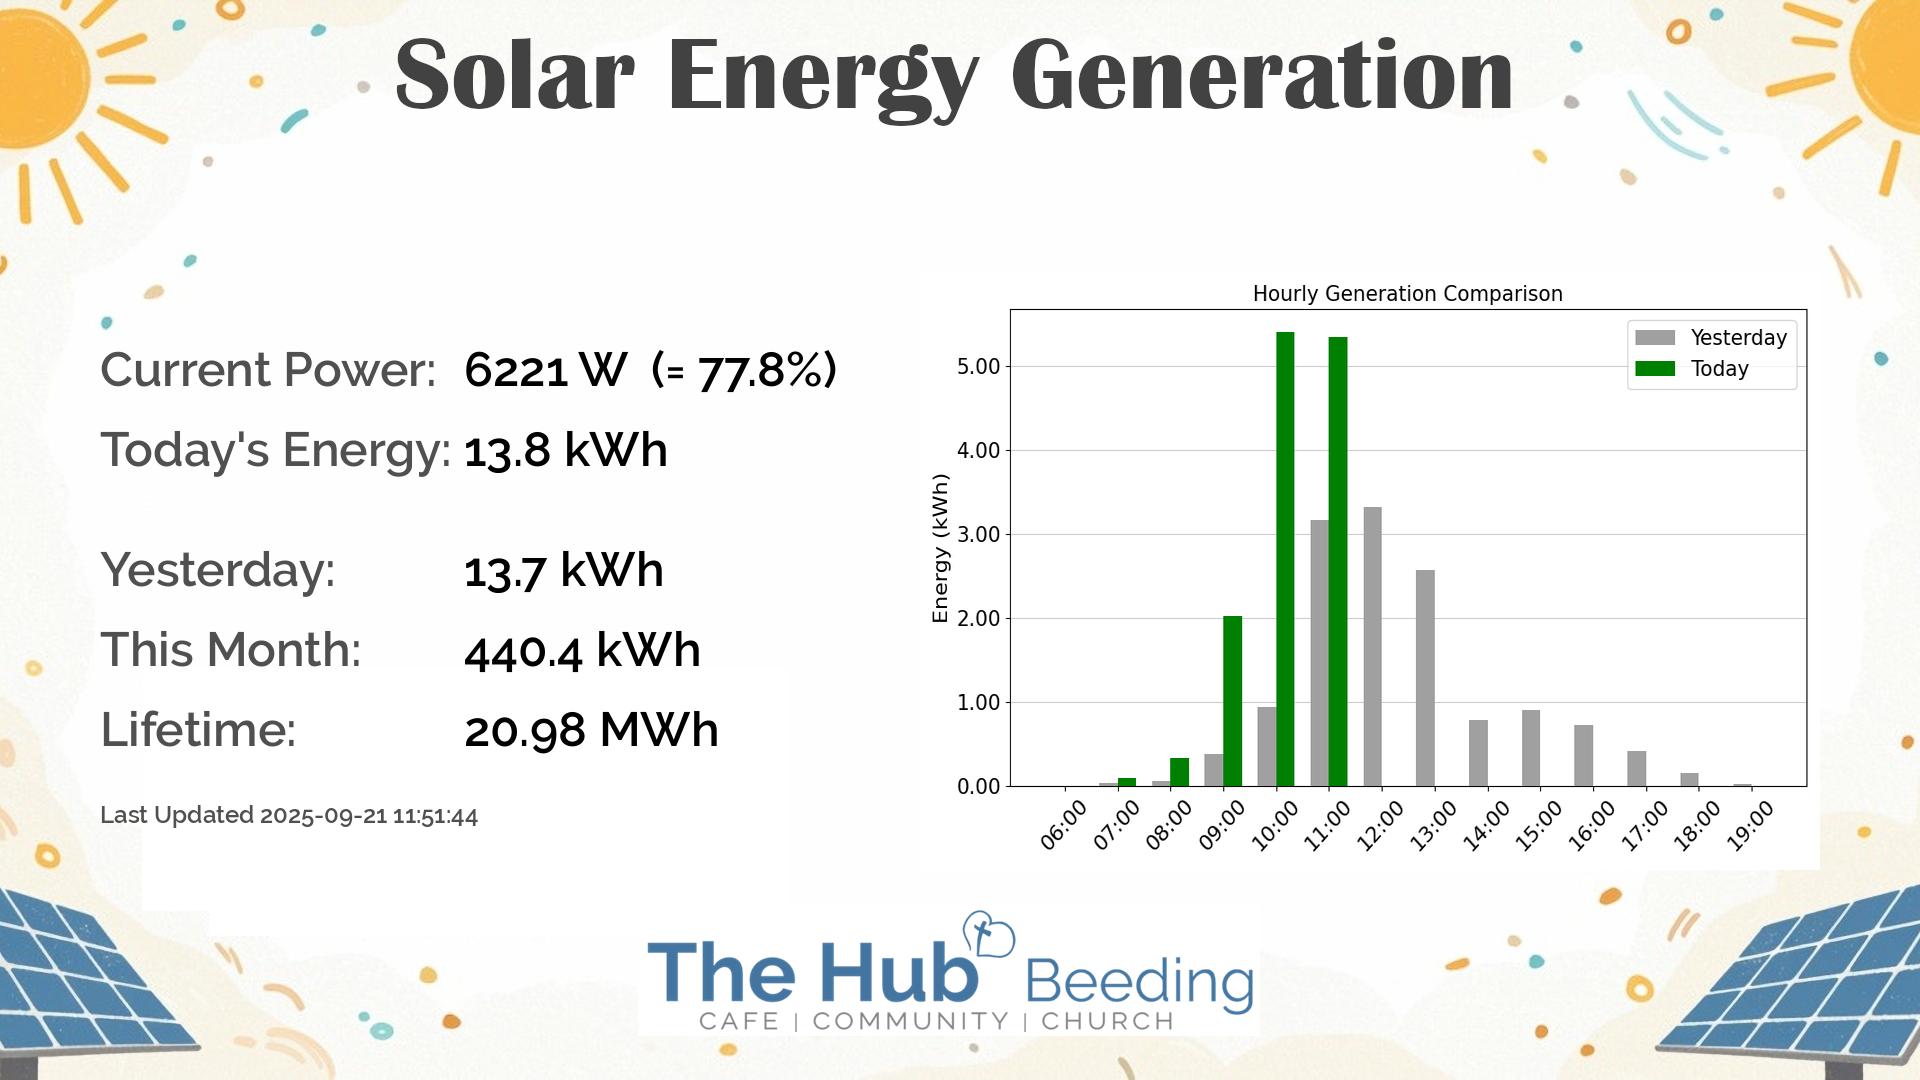 Solar Energy Generation
Current Power: 6221 W (= 77.8%)
Today's Energy: 13.8 kWh
Yesterday: 13.7 kWh
This Month: 440.4 kWh
Lifetime: 20.98 MWh
Last Updated 2025-09-21 11:51:44
Hourly Generation Comparison
Yesterday
Today
Energy (kWh)
5.00
4.00
3.00
2.00
1.00
0.00
06:00 07:00 08:00 09:00 10:00 11:00 12:00 13:00 14:00 15:00 16:00 17:00 18:00 19:00
The Hub Beeding
CAFE | COMMUNITY | CHURCH